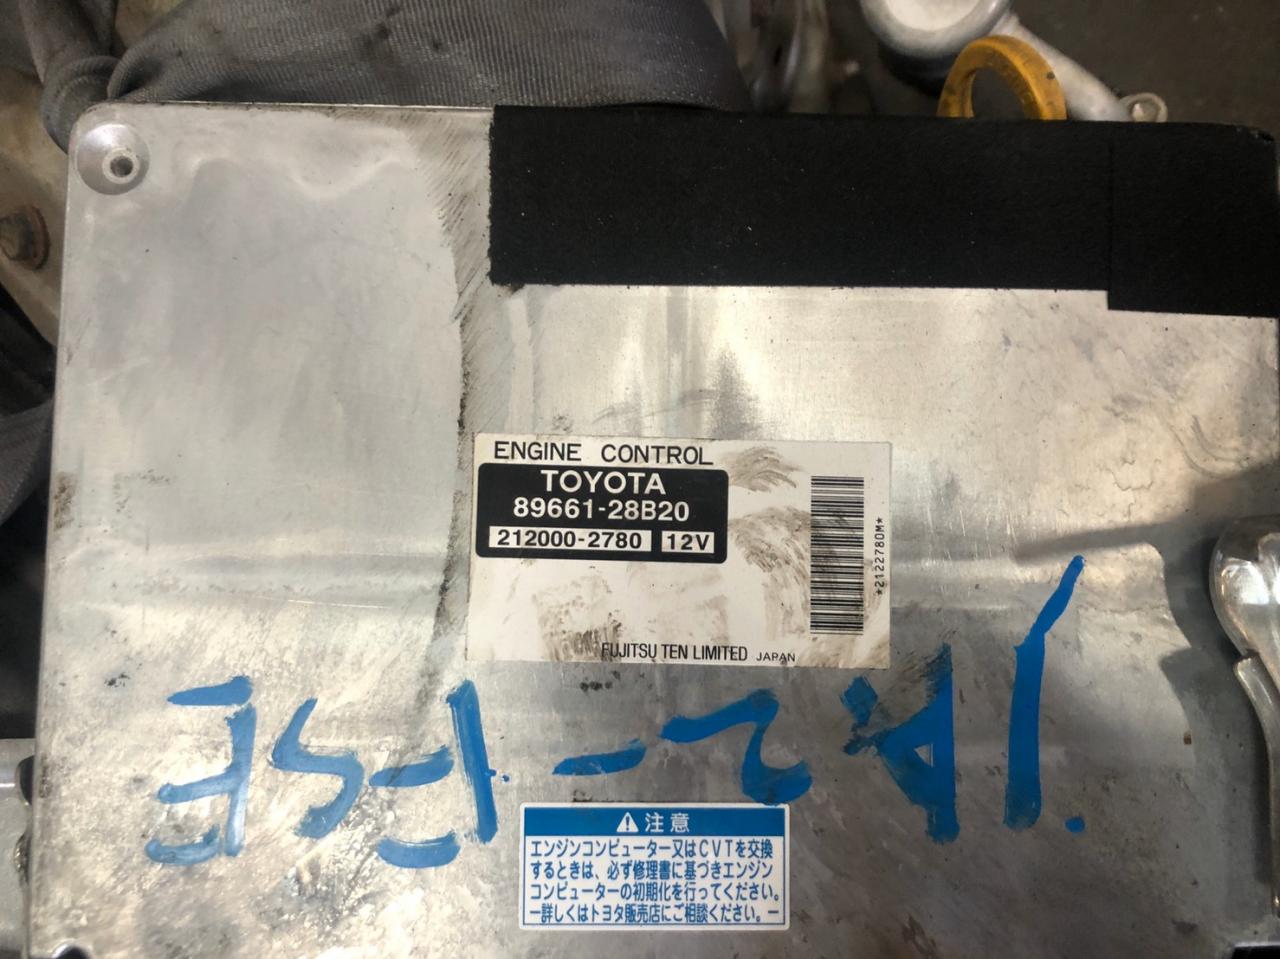 ENGINE CONTROL
TOYOTA
89661-28B20
212000-2780 12V
*2122780M*
FUJITSU TEN LIMITED JAPAN
1AZ-FSE
注意
エンジンコンピューター又はCVTを交換
するときは、必ず修理書に基づきエンジン
コンピューターの初期化を行ってください。
ー詳しくはトヨタ販売店にご相談ください。ー